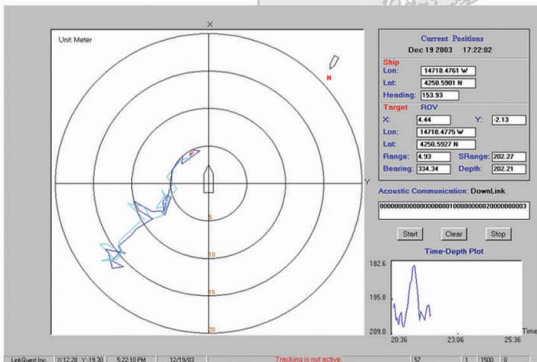 X
Unit Meter
N
Y
5
10
15
20
Current Positions
Dec 19 2003 17:22:02
Ship
Lon: 14718.4761 W
Lat: 4250.5901 N
Heading: 153.93
Target ROV
X: 4.44 Y: -2.13
Lon: 14718.4775 W
Lat: 4250.5927 N
Range: 4.93 SRange: 202.27
Bearing: 334.34 Depth: 202.21
Acoustic Communication: DownLink
Start Clear Stop
Time-Depth Plot
182.6
195.8
209.0
Time
20:36 23:06 25:36
LinkQuest Inc. X:12.28 Y:-19.30 5:22:10 PM 12/19/03 Tracking is not active. 57 1 1500 0